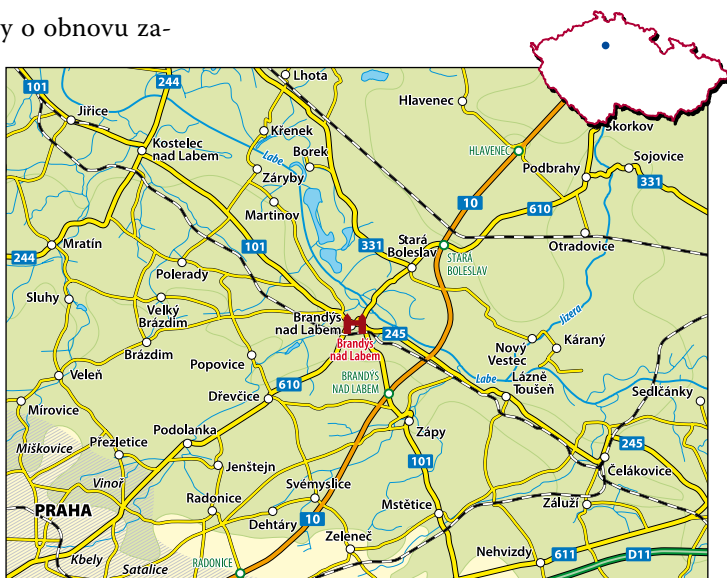 y o obnovu za-
101
244
Lhota
Jiřice
Hlavenec
Křenek
Skorkov
Kostelec
nad Labem
Labe
Borek
HLAVENEC
Podbrahy
Sojovice
331
Záryby
Martinov
10
610
Mratín
244
101
331
Stará
Boleslav
STARÁ
BOLESLAV
Otradovice
Polerady
Sluhy
Velký
Brázdim
Brandýs
nad Labem
Brandýs
nad Labem
245
Jizera
Nový
Vestec
Káraný
Brázdim
Popovice
Veleň
610
BRANDÝS
NAD LABEM
Labe
Lázně
Toušeň
Sedlčánky
Dřevčice
Mírovice
Podolanka
Zápy
Miškovice
Přezletice
245
Jenštejn
101
Čelákovice
Vinoř
Svémyslice
Radonice
PRAHA
Mstětice
Záluží
Dehtáry
10
Zeleneč
Kbely
Satalice
RADONICE
Nehvizdy
611
D11